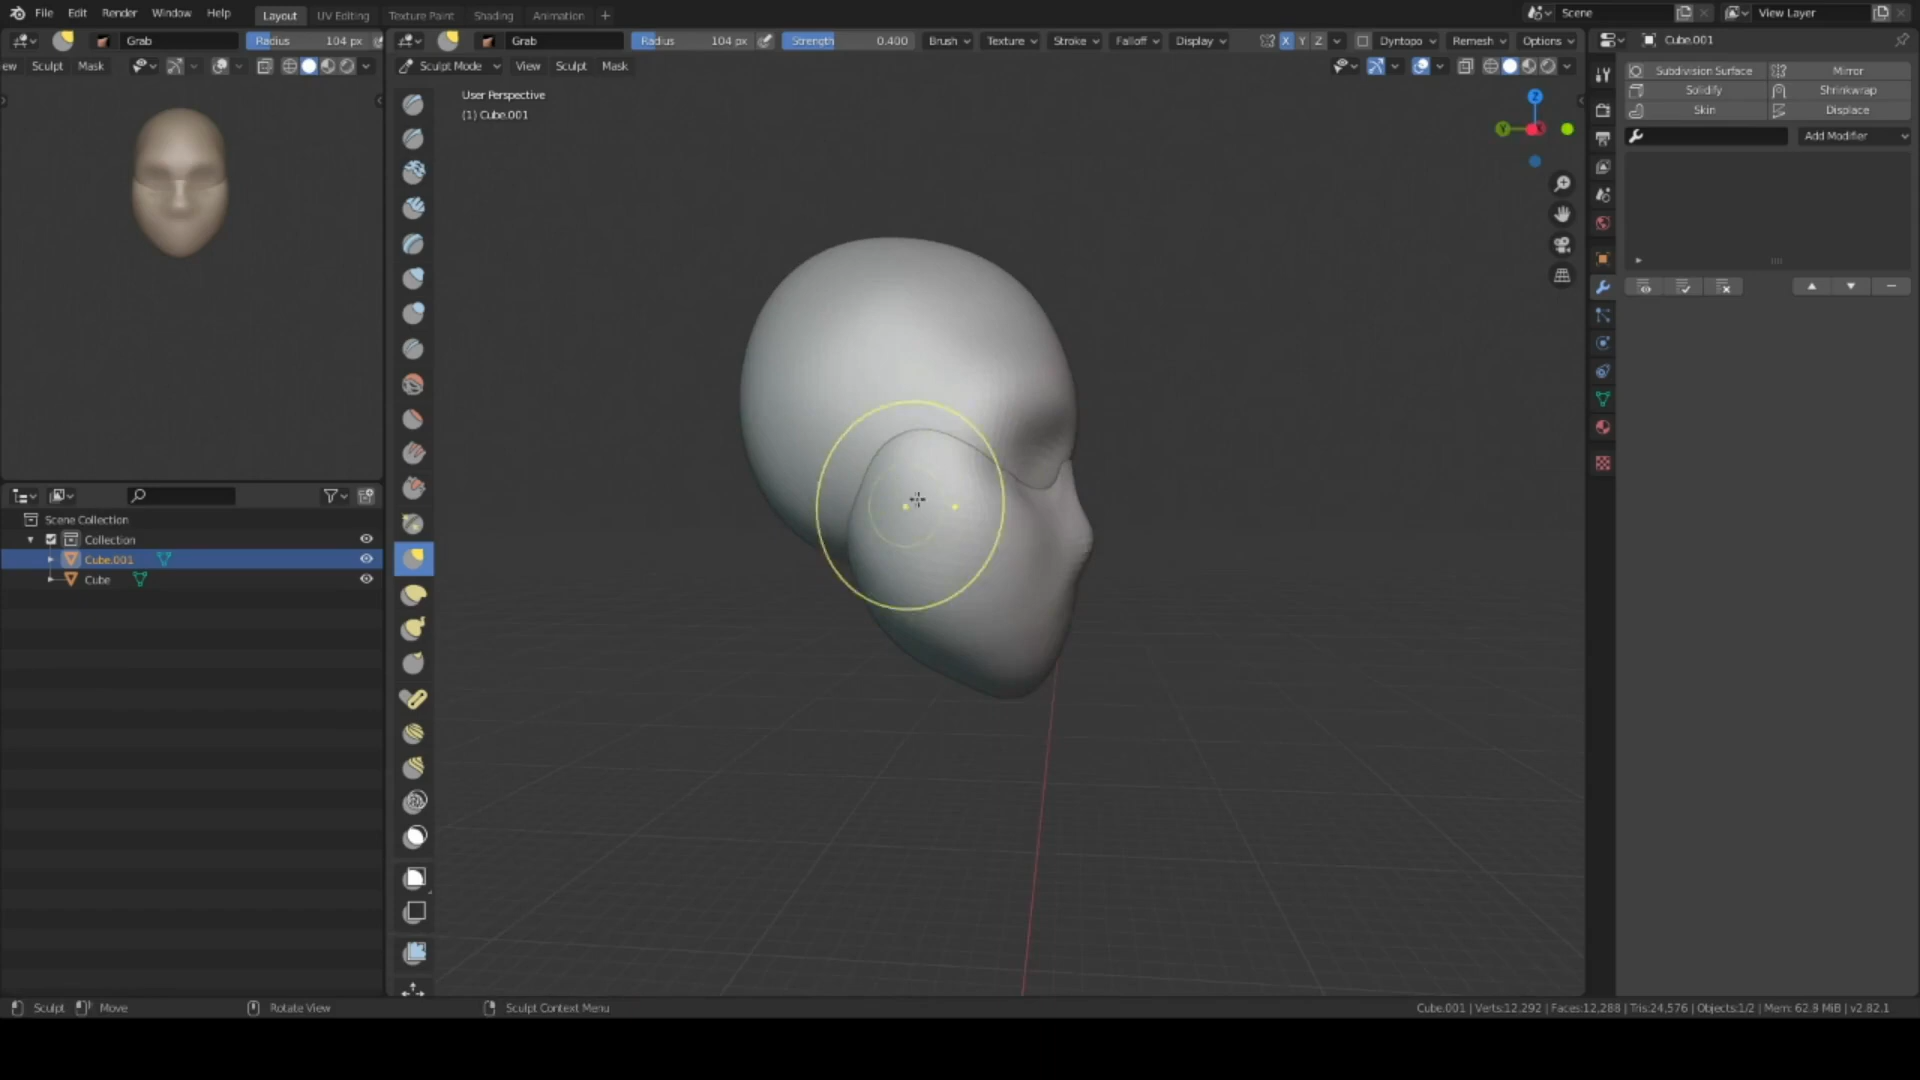 File Edit Render Window Help Layout UV Editing Texture Paint Shading Animation + Scene View Layer
Grab Radius 104 px Grab Radius 104 px Strength 0.400 Brush Texture Stroke Falloff Display X Y Z Dyntopo Remesh Options Cube.001
ew Sculpt Mask Sculpt Mode View Sculpt Mask
Subdivision Surface Mirror
Solidify Shrinkwrap
Skin Displace
Add Modifier
User Perspective
(1) Cube.001
Z
Y X
Scene Collection
Collection
Cube.001
Cube
Sculpt Move Rotate View Sculpt Context Menu Cube.001 | Verts:12,292 | Faces:12,288 | Tris:24,576 | Objects:1/2 | Mem: 62.8 MiB | v2.82.1